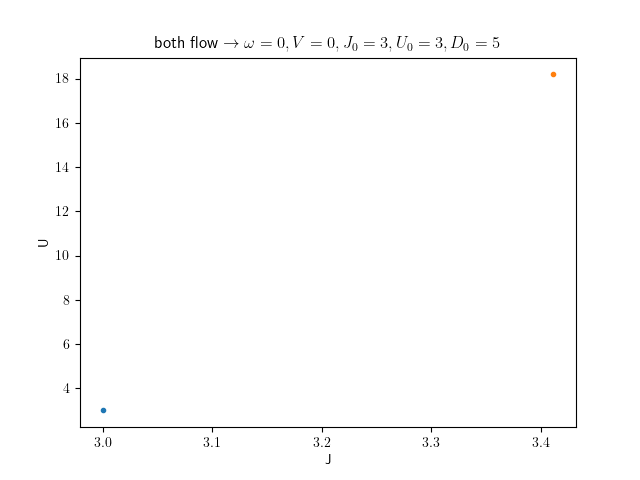 both flow → ω = 0, V = 0, J₀ = 3, U₀ = 3, D₀ = 5
18
16
14
12
10
8
6
4
U
3.0 3.1 3.2 3.3 3.4
J